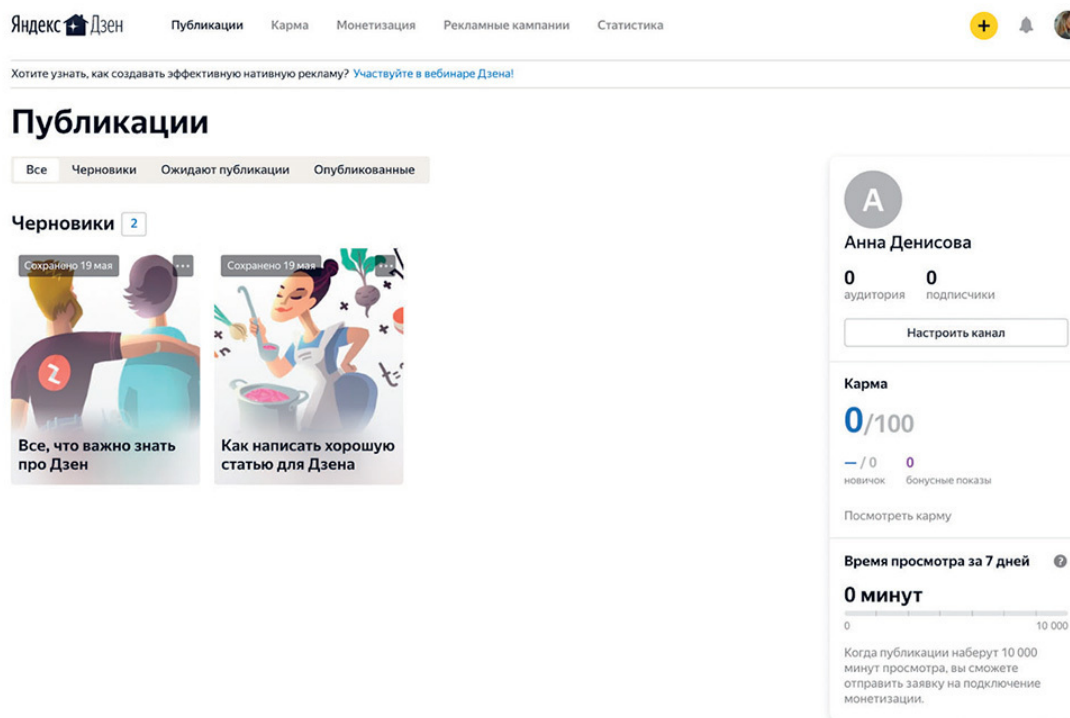 Яндекс Дзен
Публикации Карма Монетизация Рекламные кампании Статистика
Хотите узнать, как создавать эффективную нативную рекламу? Участвуйте в вебинаре Дзена!
Публикации
Все Черновики Ожидают публикации Опубликованные
Черновики 2
Сохранено 19 мая
Все, что важно знать
про Дзен
Сохранено 19 мая
Как написать хорошую
статью для Дзена
А
Анна Денисова
0 0
аудитория подписчики
Настроить канал
Карма
0/100
— / 0 0
новичок бонусные показы
Посмотреть карму
Время просмотра за 7 дней ?
0 минут
0 10 000
Когда публикации наберут 10 000
минут просмотра, вы сможете
отправить заявку на подключение
монетизации.